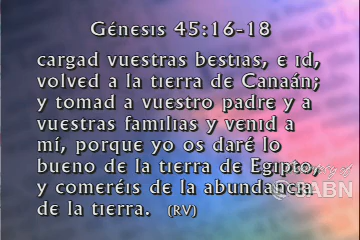 Génesis 45:16-18
cargad vuestras bestias, e id,
volved a la tierra de Canaán;
y tomad a vuestro padre y a
vuestras familias y venid a
mí, porque yo os daré lo
bueno de la tierra de Egipto,
y comeréis de la abundancia
de la tierra. (RV)
3ABN